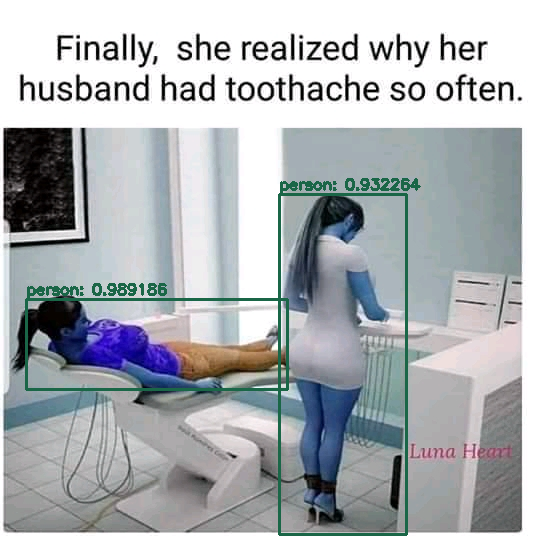 Finally, she realized why her
husband had toothache so often.
person: 0.932264
person: 0.989186
Luna Heart